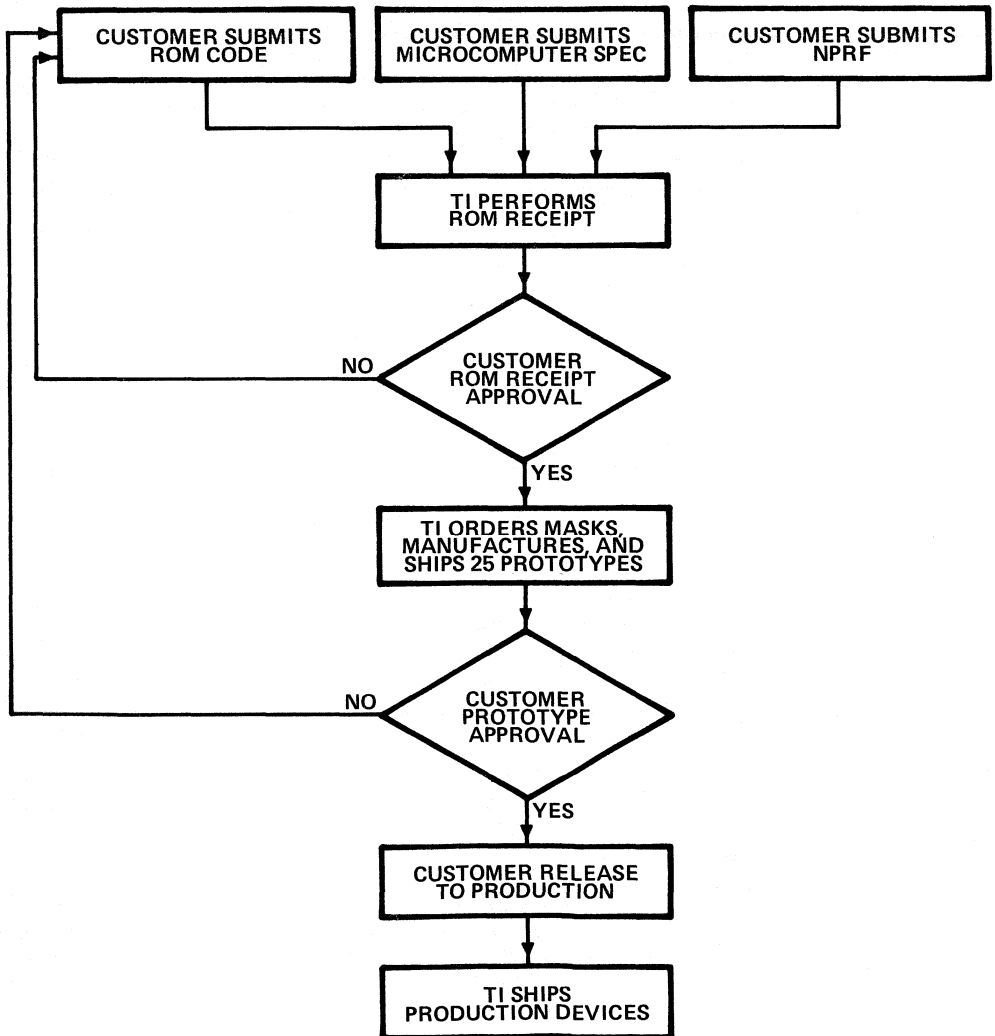 CUSTOMER SUBMITS
ROM CODE
CUSTOMER SUBMITS
MICROCOMPUTER SPEC
CUSTOMER SUBMITS
NPRF
TI PERFORMS
ROM RECEIPT
CUSTOMER
ROM RECEIPT
APPROVAL
NO
YES
TI ORDERS MASKS,
MANUFACTURES, AND
SHIPS 25 PROTOTYPES
CUSTOMER
PROTOTYPE
APPROVAL
NO
YES
CUSTOMER RELEASE
TO PRODUCTION
TI SHIPS
PRODUCTION DEVICES